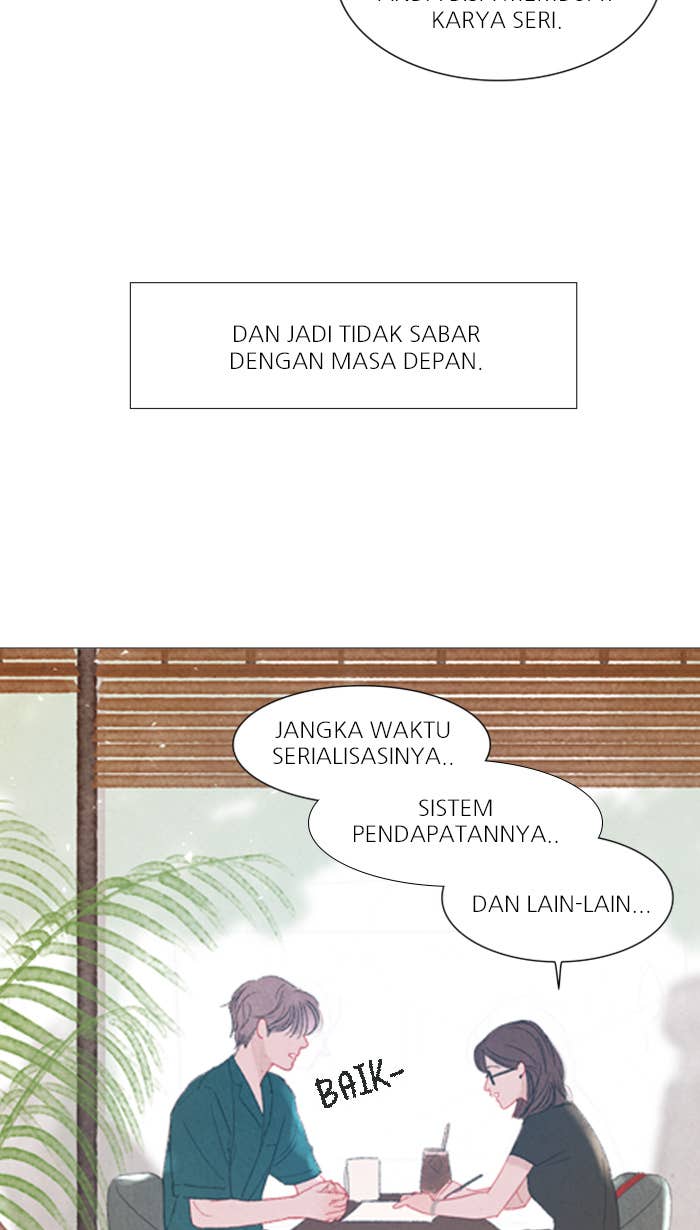 KARYA SERI.
DAN JADI TIDAK SABAR
DENGAN MASA DEPAN.
JANGKA WAKTU
SERIALISASINYA..
SISTEM
PENDAPATANNYA..
DAN LAIN-LAIN...
BAIK-